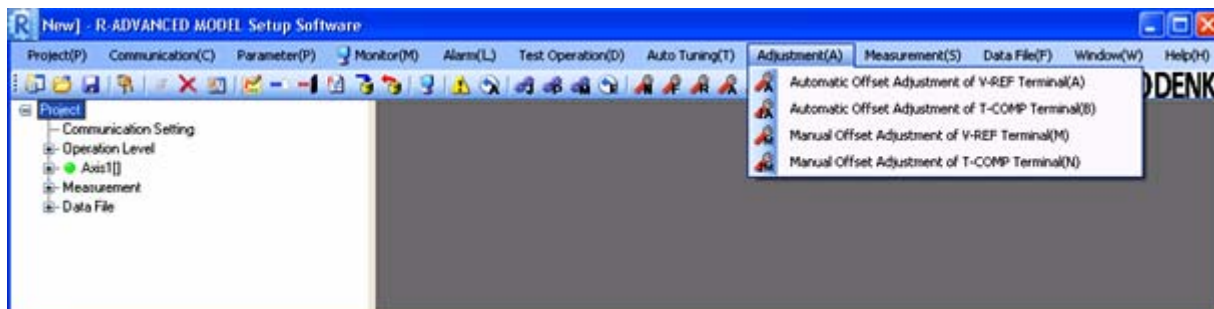 R New] - R-ADVANCED MODEL Setup Software
Project(P) Communication(C) Parameter(P) Monitor(M) Alarm(L) Test Operation(D) Auto Tuning(T) Adjustment(A) Measurement(S) Data File(F) Window(W) Help(H)
DENK
Automatic Offset Adjustment of V-REF Terminal(A)
Automatic Offset Adjustment of T-COMP Terminal(B)
Manual Offset Adjustment of V-REF Terminal(M)
Manual Offset Adjustment of T-COMP Terminal(N)
Project
Communication Setting
Operation Level
Axis1[]
Measurement
Data File